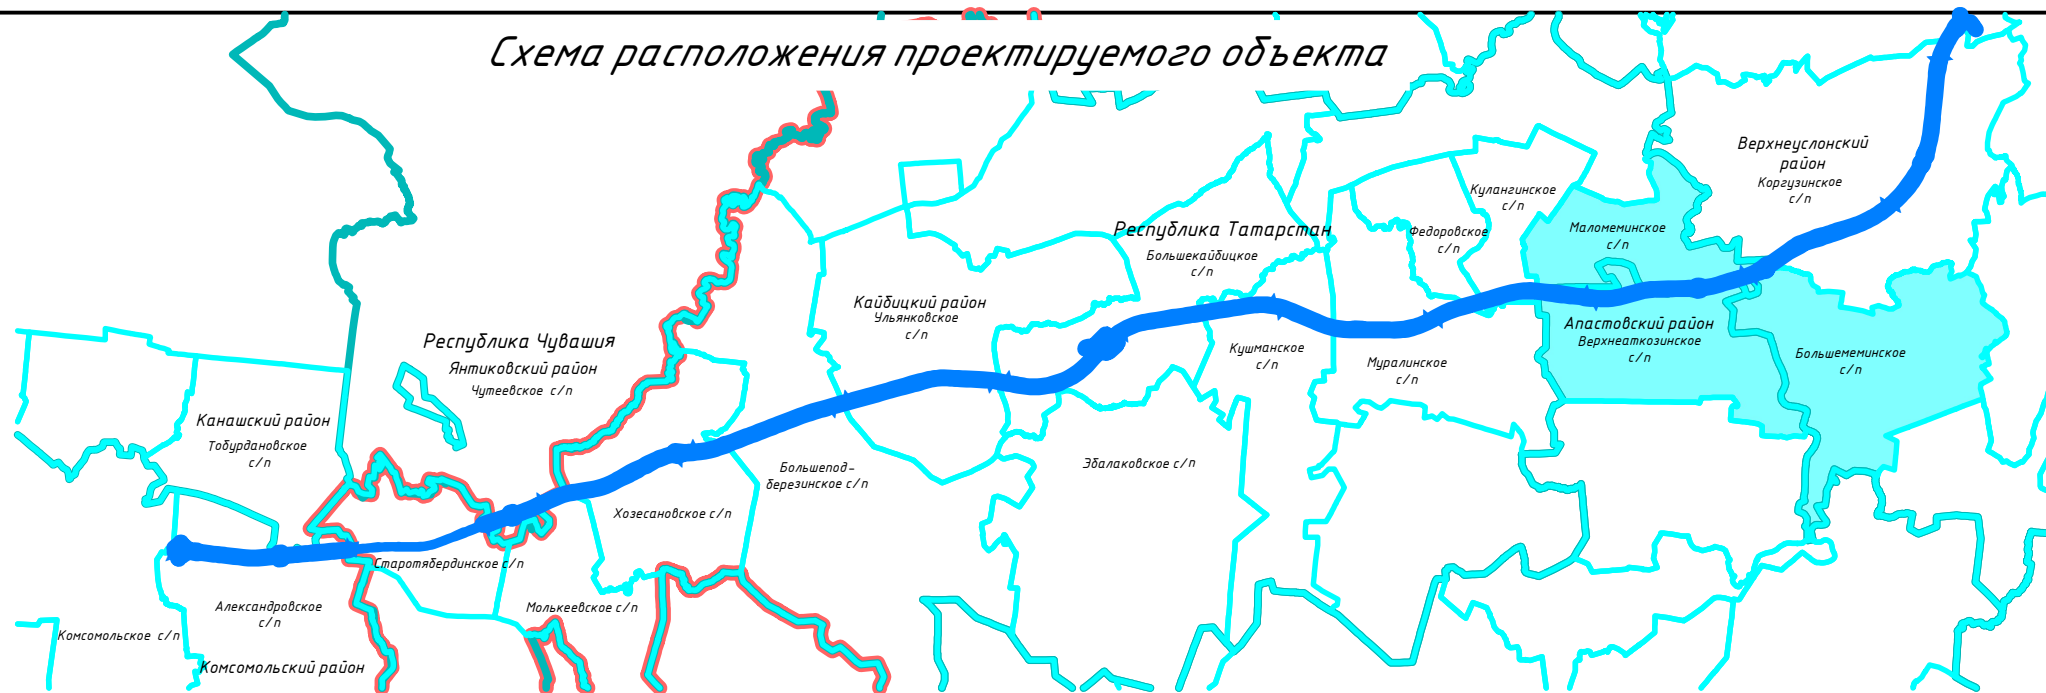 Схема расположения проектируемого объекта
Верхнеуслонский
район
Коргузинское
с/п
Кулангинское
с/п
Маломеминское
с/п
Федоровское
с/п
Республика Татарстан
Большекайбицкое
с/п
Кайбицкий район
Ульянковское
с/п
Апастовский район
Верхнеаткозинское
с/п
Большемеминское
с/п
Кушманское
с/п
Муралинское
с/п
Республика Чувашия
Янтиковский район
Чутеевское с/п
Канашский район
Тобурдановское
с/п
Большепод-
березинское с/п
Эбалаковское с/п
Хозесановское с/п
Старотябердинское с/п
Молькеевское с/п
Александровское
с/п
Комсомольское с/п
Комсомольский район